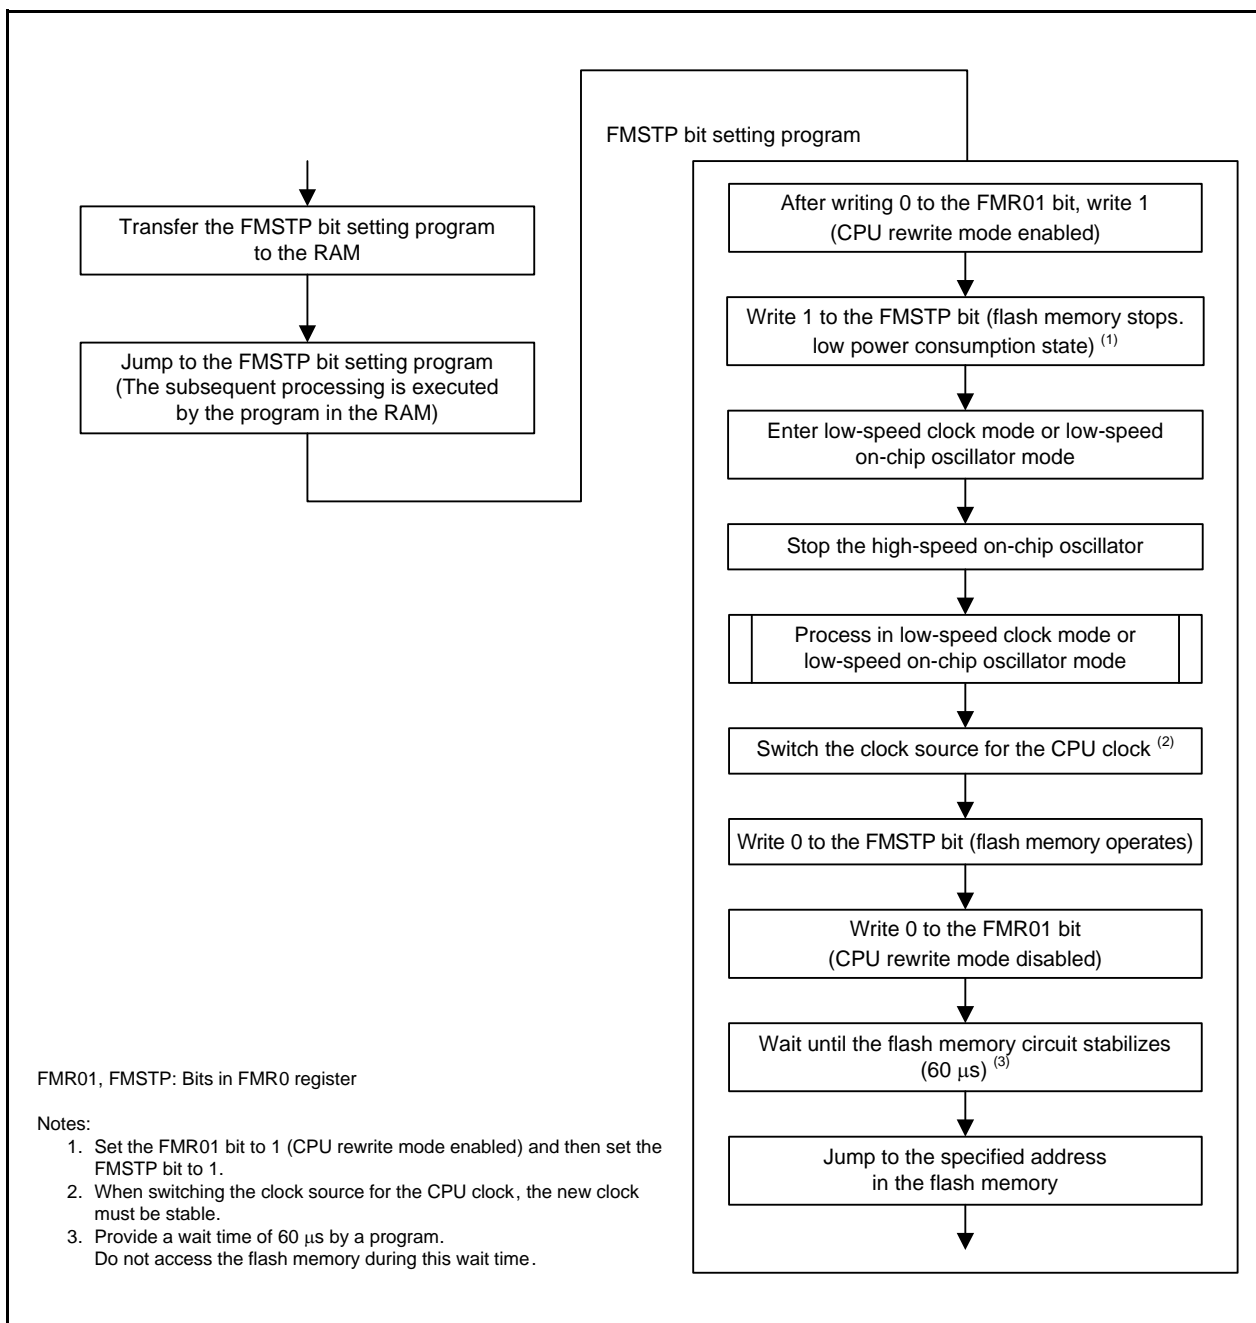 Transfer the FMSTP bit setting program
to the RAM
Jump to the FMSTP bit setting program
(The subsequent processing is executed
by the program in the RAM)
FMSTP bit setting program
After writing 0 to the FMR01 bit, write 1
(CPU rewrite mode enabled)
Write 1 to the FMSTP bit (flash memory stops.
low power consumption state) (1)
Enter low-speed clock mode or low-speed
on-chip oscillator mode
Stop the high-speed on-chip oscillator
Process in low-speed clock mode or
low-speed on-chip oscillator mode
Switch the clock source for the CPU clock (2)
Write 0 to the FMSTP bit (flash memory operates)
Write 0 to the FMR01 bit
(CPU rewrite mode disabled)
Wait until the flash memory circuit stabilizes
(60 μs) (3)
Jump to the specified address
in the flash memory
FMR01, FMSTP: Bits in FMR0 register
Notes:
1. Set the FMR01 bit to 1 (CPU rewrite mode enabled) and then set the
FMSTP bit to 1.
2. When switching the clock source for the CPU clock, the new clock
must be stable.
3. Provide a wait time of 60 μs by a program.
Do not access the flash memory during this wait time.